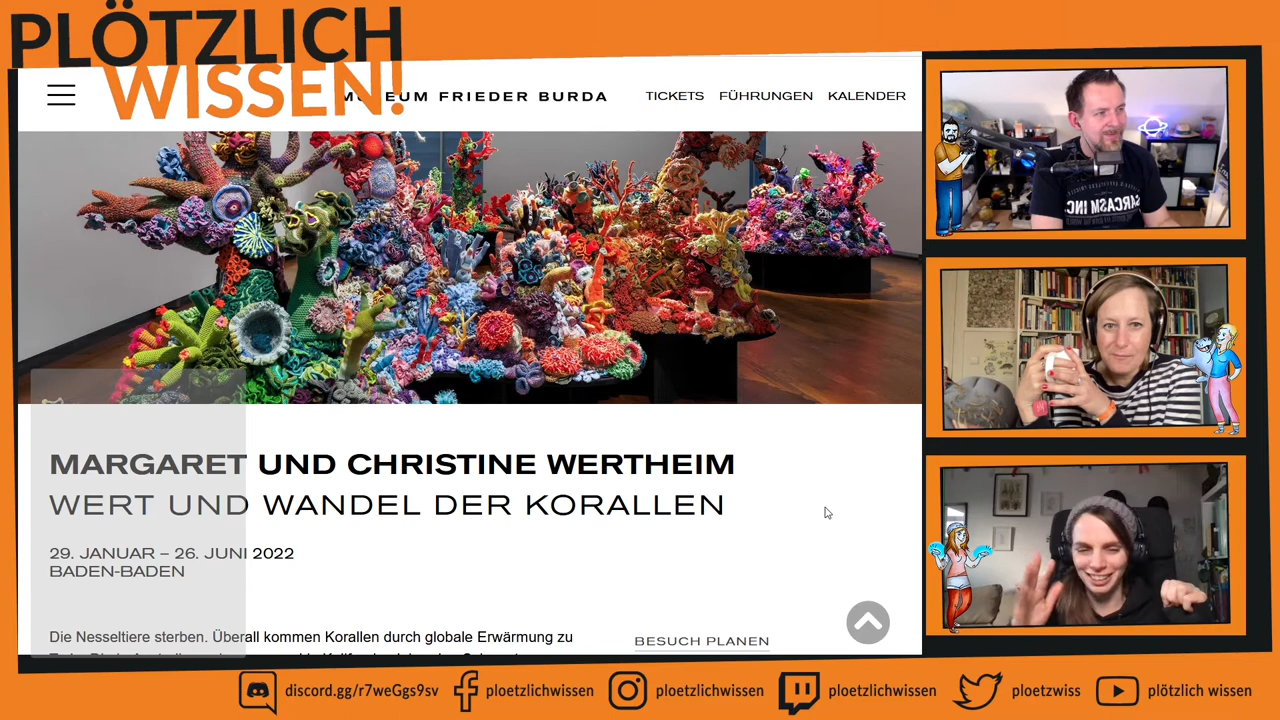 PLÖTZLICH
WISSEN!
MUSEUM FRIEDER BURDA
TICKETS FÜHRUNGEN KALENDER
MARGARET UND CHRISTINE WERTHEIM
WERT UND WANDEL DER KORALLEN
29. JANUAR – 26. JUNI 2022
BADEN-BADEN
Die Nesseltiere sterben. Überall kommen Korallen durch globale Erwärmung zu
BESUCH PLANEN
SARCASM INC
discord.gg/r7weGgs9sv
ploetzlichwissen
ploetzlichwissen
ploetzlichwissen
ploetzwiss
plötzlich wissen